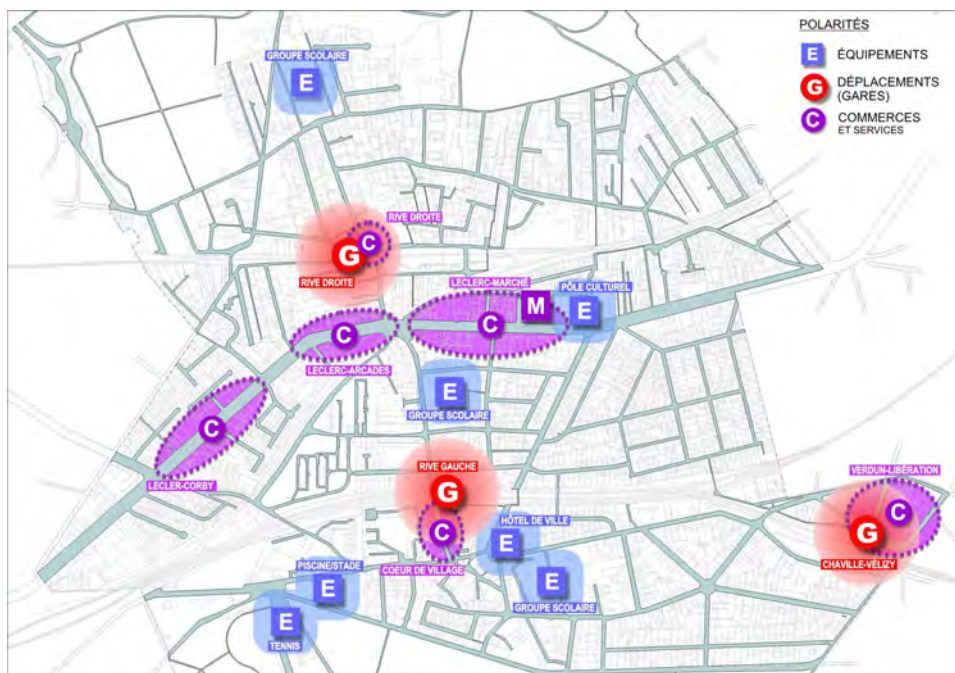 POLARITÉS
E ÉQUIPEMENTS
G DÉPLACEMENTS
(GARES)
C COMMERCES
ET SERVICES
GROUPE SCOLAIRE
E
RIVE DROITE
C
G
RIVE DROITE
LECLERC-MARCHÉ
M
C
PÔLE CULTUREL
E
C
LECLERC-ARCADES
E
GROUPE SCOLAIRE
C
LECLER-CORBY
RIVE GAUCHE
G
C
COEUR DE VILLAGE
HÔTEL DE VILLE
E
E
GROUPE SCOLAIRE
VERDUN-LIBÉRATION
C
G
CHAVILLE-VÉLIZY
PISCINE/STADE
E
E
TENNIS